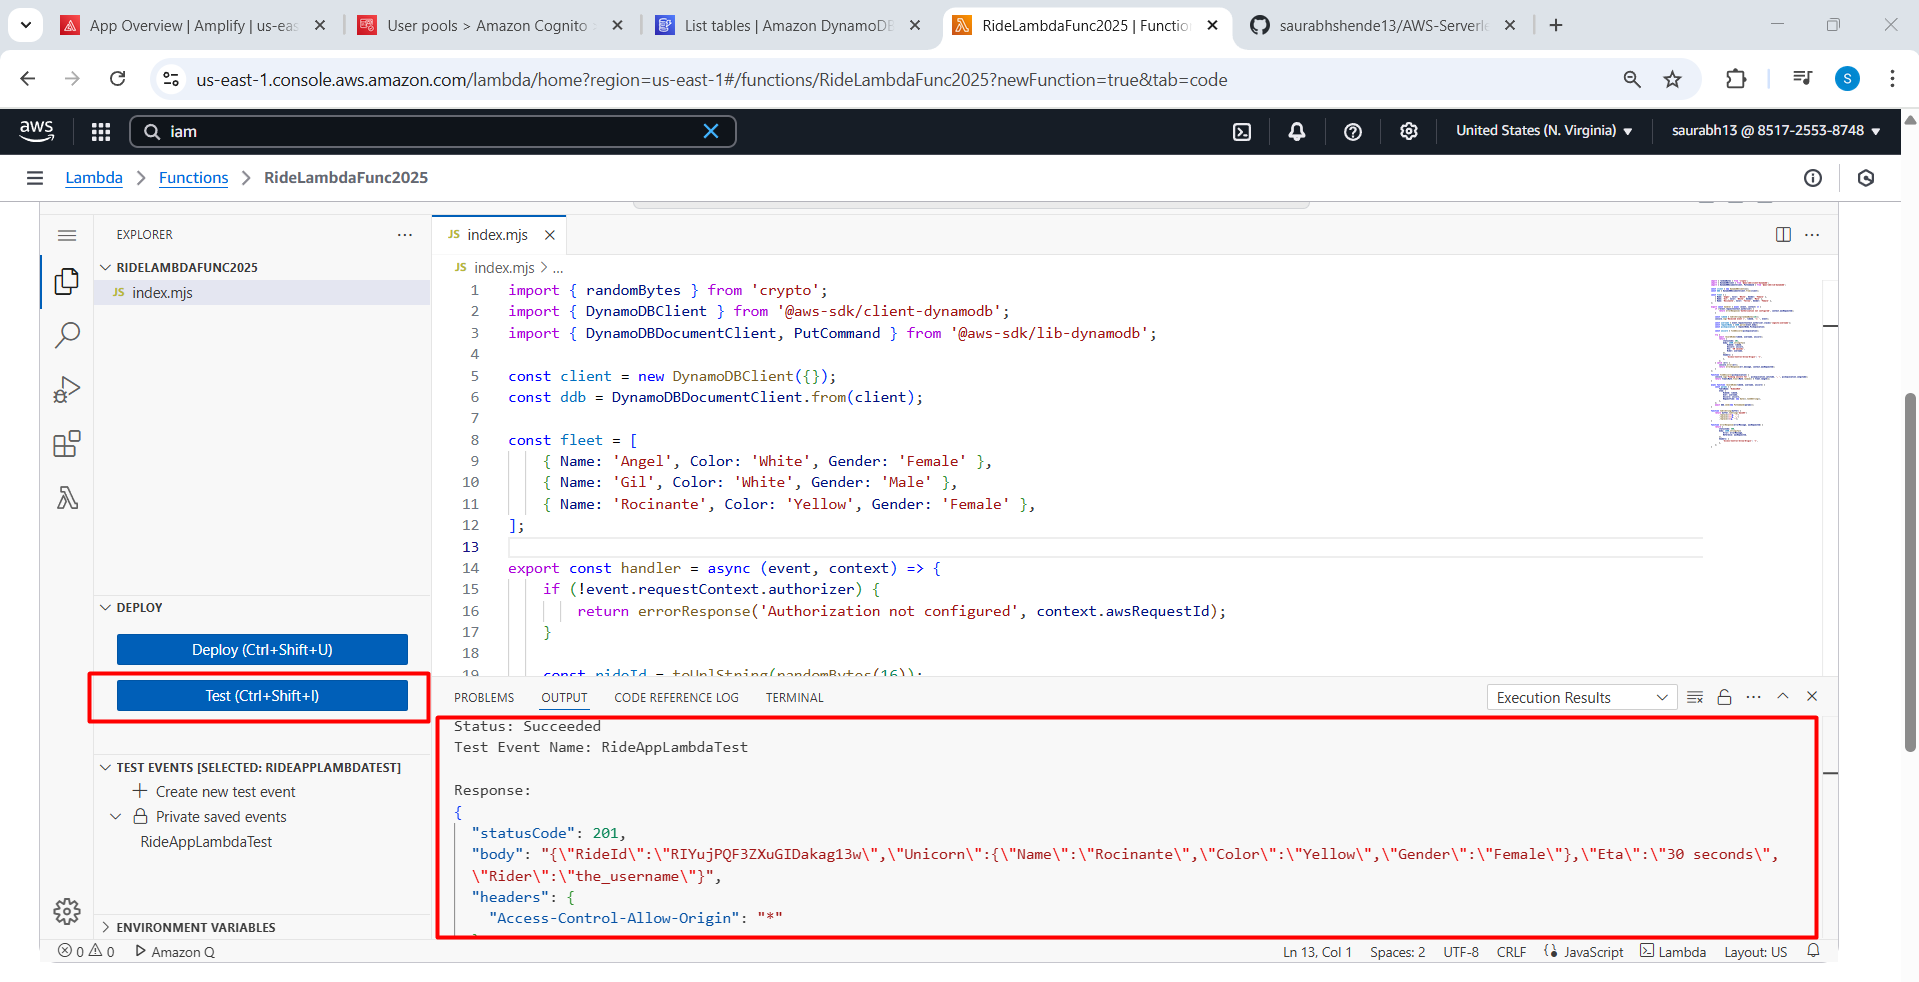 App Overview | Amplify | us-eas
User pools > Amazon Cognito >
List tables | Amazon DynamoDB
RideLambdaFunc2025 | Functio
saurabhshende13/AWS-Serverle
us-east-1.console.aws.amazon.com/lambda/home?region=us-east-1#/functions/RideLambdaFunc2025?newFunction=true&tab=code
S
aws
iam
United States (N. Virginia)
saurabh13 @ 8517-2553-8748
Lambda > Functions > RideLambdaFunc2025
EXPLORER
RIDELAMBDAFUNC2025
JS index.mjs
JS index.mjs
JS index.mjs > ...
1 import { randomBytes } from 'crypto';
2 import { DynamoDBClient } from '@aws-sdk/client-dynamodb';
3 import { DynamoDBDocumentClient, PutCommand } from '@aws-sdk/lib-dynamodb';
4
5 const client = new DynamoDBClient({});
6 const ddb = DynamoDBDocumentClient.from(client);
7
8 const fleet = [
9 { Name: 'Angel', Color: 'White', Gender: 'Female' },
10 { Name: 'Gil', Color: 'White', Gender: 'Male' },
11 { Name: 'Rocinante', Color: 'Yellow', Gender: 'Female' },
12 ];
13
14 export const handler = async (event, context) => {
15 if (!event.requestContext.authorizer) {
16 return errorResponse('Authorization not configured', context.awsRequestId);
17 }
18
19 const rideId = toUrlString(randomBytes(16));
DEPLOY
Deploy (Ctrl+Shift+U)
Test (Ctrl+Shift+I)
TEST EVENTS [SELECTED: RIDEAPPLAMBDATEST]
Create new test event
Private saved events
RideAppLambdaTest
ENVIRONMENT VARIABLES
PROBLEMS OUTPUT CODE REFERENCE LOG TERMINAL
Execution Results
Status: Succeeded
Test Event Name: RideAppLambdaTest
Response:
{
"statusCode": 201,
"body": "{\"RideId\":\"RIYujPQF3ZXuGIDakag13w\",\"Unicorn\":{\"Name\":\"Rocinante\",\"Color\":\"Yellow\",\"Gender\":\"Female\"},\"Eta\":\"30 seconds\",
\"Rider\":\"the_username\"}",
"headers": {
"Access-Control-Allow-Origin": "*"
0 0 Amazon Q
Ln 13, Col 1 Spaces: 2 UTF-8 CRLF JavaScript Lambda Layout: US